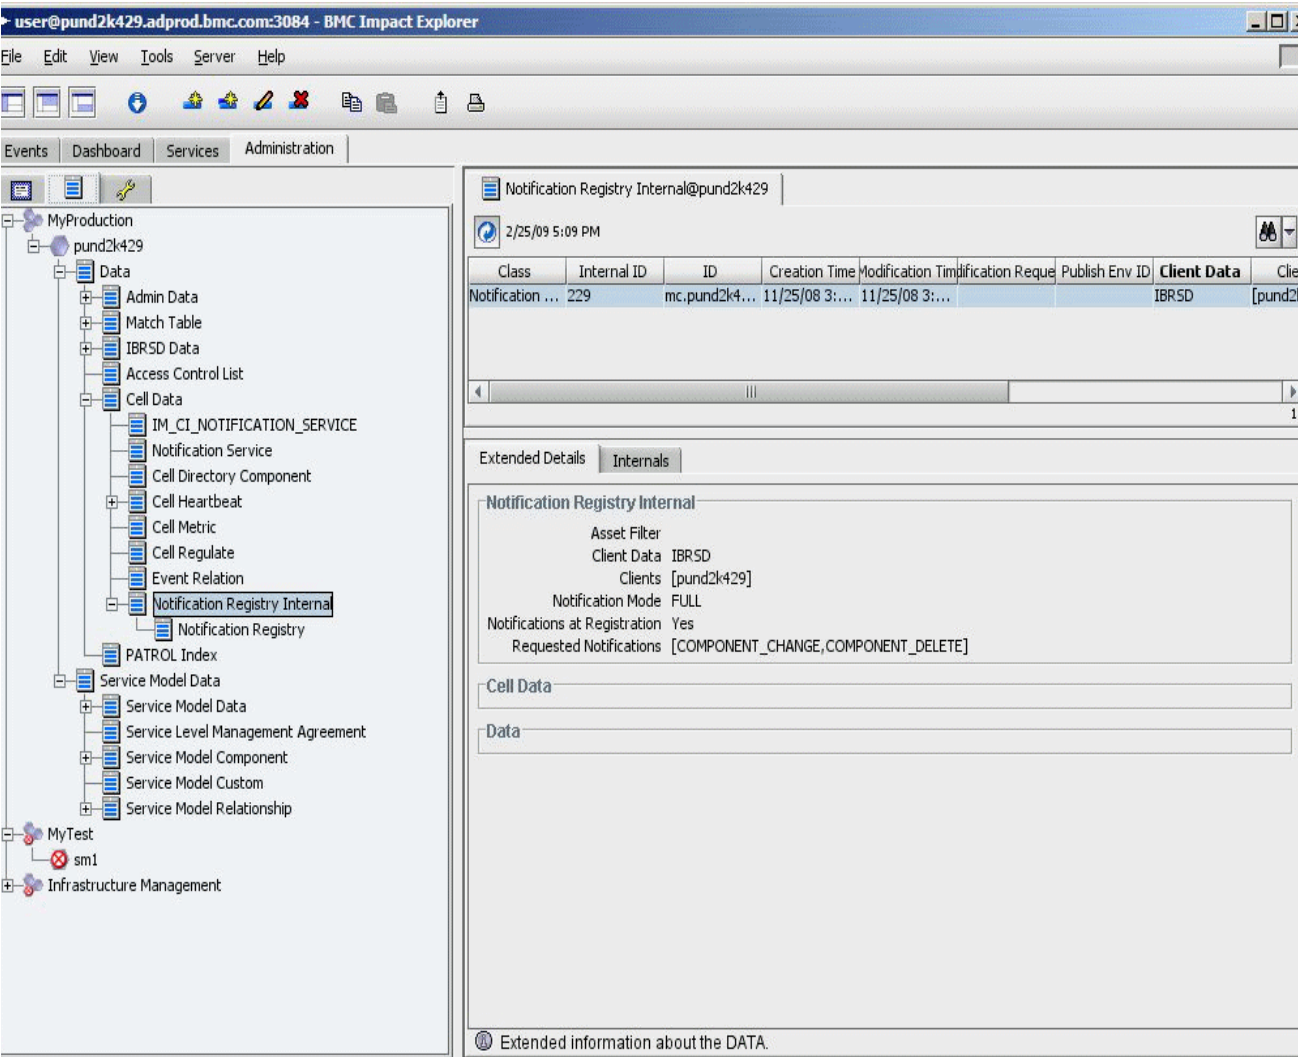 user@pund2k429.adprod.bmc.com:3084 - BMC Impact Explorer
File Edit View Tools Server Help
Events Dashboard Services Administration
MyProduction
pund2k429
Data
Admin Data
Match Table
IBRSD Data
Access Control List
Cell Data
IM_CI_NOTIFICATION_SERVICE
Notification Service
Cell Directory Component
Cell Heartbeat
Cell Metric
Cell Regulate
Event Relation
Notification Registry Internal
Notification Registry
PATROL Index
Service Model Data
Service Model Data
Service Level Management Agreement
Service Model Component
Service Model Custom
Service Model Relationship
MyTest
sm1
Infrastructure Management
Notification Registry Internal@pund2k429
2/25/09 5:09 PM
Class Internal ID ID Creation Time Modification Tim dification Reque Publish Env ID Client Data Clie
Notification ... 229 mc.pund2k4... 11/25/08 3:... 11/25/08 3:... IBRSD [pund2
1
Extended Details Internals
Notification Registry Internal
Asset Filter
Client Data IBRSD
Clients [pund2k429]
Notification Mode FULL
Notifications at Registration Yes
Requested Notifications [COMPONENT_CHANGE,COMPONENT_DELETE]
Cell Data
Data
Extended information about the DATA.